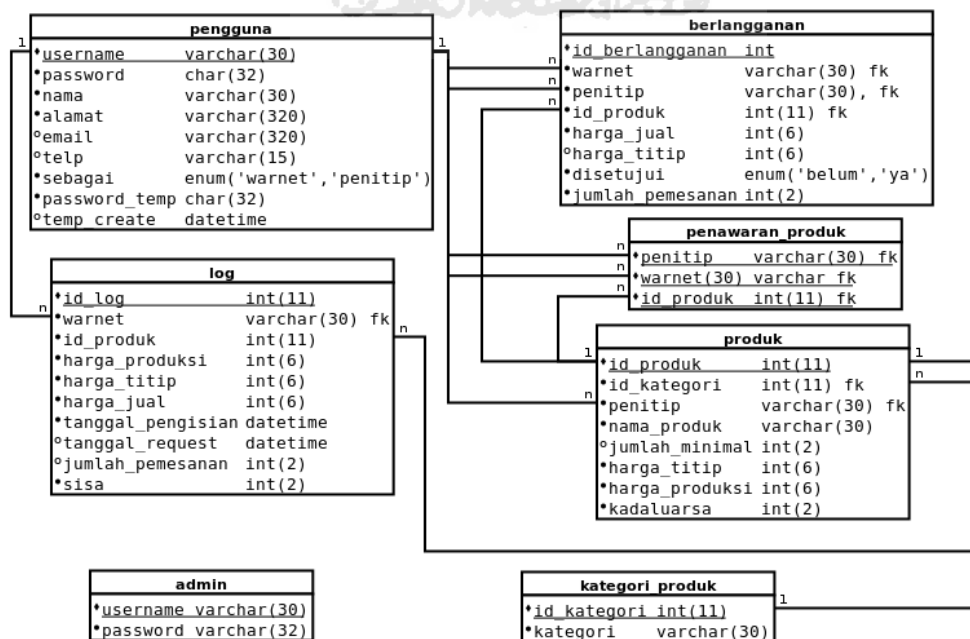 pengguna
username varchar(30)
password char(32)
nama varchar(30)
alamat varchar(320)
email varchar(320)
telp varchar(15)
sebagai enum('warnet','penitip')
password_temp char(32)
temp_create datetime
berlangganan
id_berlangganan int
warnet varchar(30) fk
penitip varchar(30), fk
id_produk int(11) fk
harga_jual int(6)
harga_titip int(6)
disetujui enum('belum','ya')
jumlah_pemesanan int(2)
penawaran_produk
penitip varchar(30) fk
warnet(30) varchar fk
id_produk int(11) fk
log
id_log int(11)
warnet varchar(30) fk
id_produk int(11)
harga_produksi int(6)
harga_titip int(6)
harga_jual int(6)
tanggal_pengisian datetime
tanggal_request datetime
jumlah_pemesanan int(2)
sisa int(2)
produk
id_produk int(11)
id_kategori int(11) fk
penitip varchar(30) fk
nama_produk varchar(30)
jumlah_minimal int(2)
harga_titip int(6)
harga_produksi int(6)
kadaluarsa int(2)
admin
username varchar(30)
password varchar(32)
kategori_produk
id_kategori int(11)
kategori varchar(30)
1
1
n
n
n
n
n
n
n
n
n
1
1
n
1